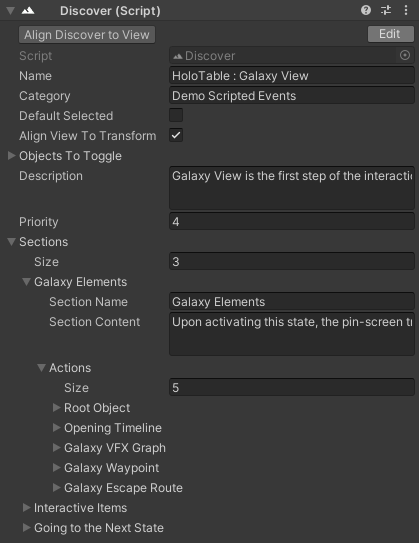 Discover (Script)
Align Discover to View Edit
Script Discover
Name HoloTable : Galaxy View
Category Demo Scripted Events
Default Selected
Align View To Transform
Objects To Toggle
Description Galaxy View is the first step of the interacti
Priority 4
Sections
Size 3
Galaxy Elements
Section Name Galaxy Elements
Section Content Upon activating this state, the pin-screen t
Actions
Size 5
Root Object
Opening Timeline
Galaxy VFX Graph
Galaxy Waypoint
Galaxy Escape Route
Interactive Items
Going to the Next State